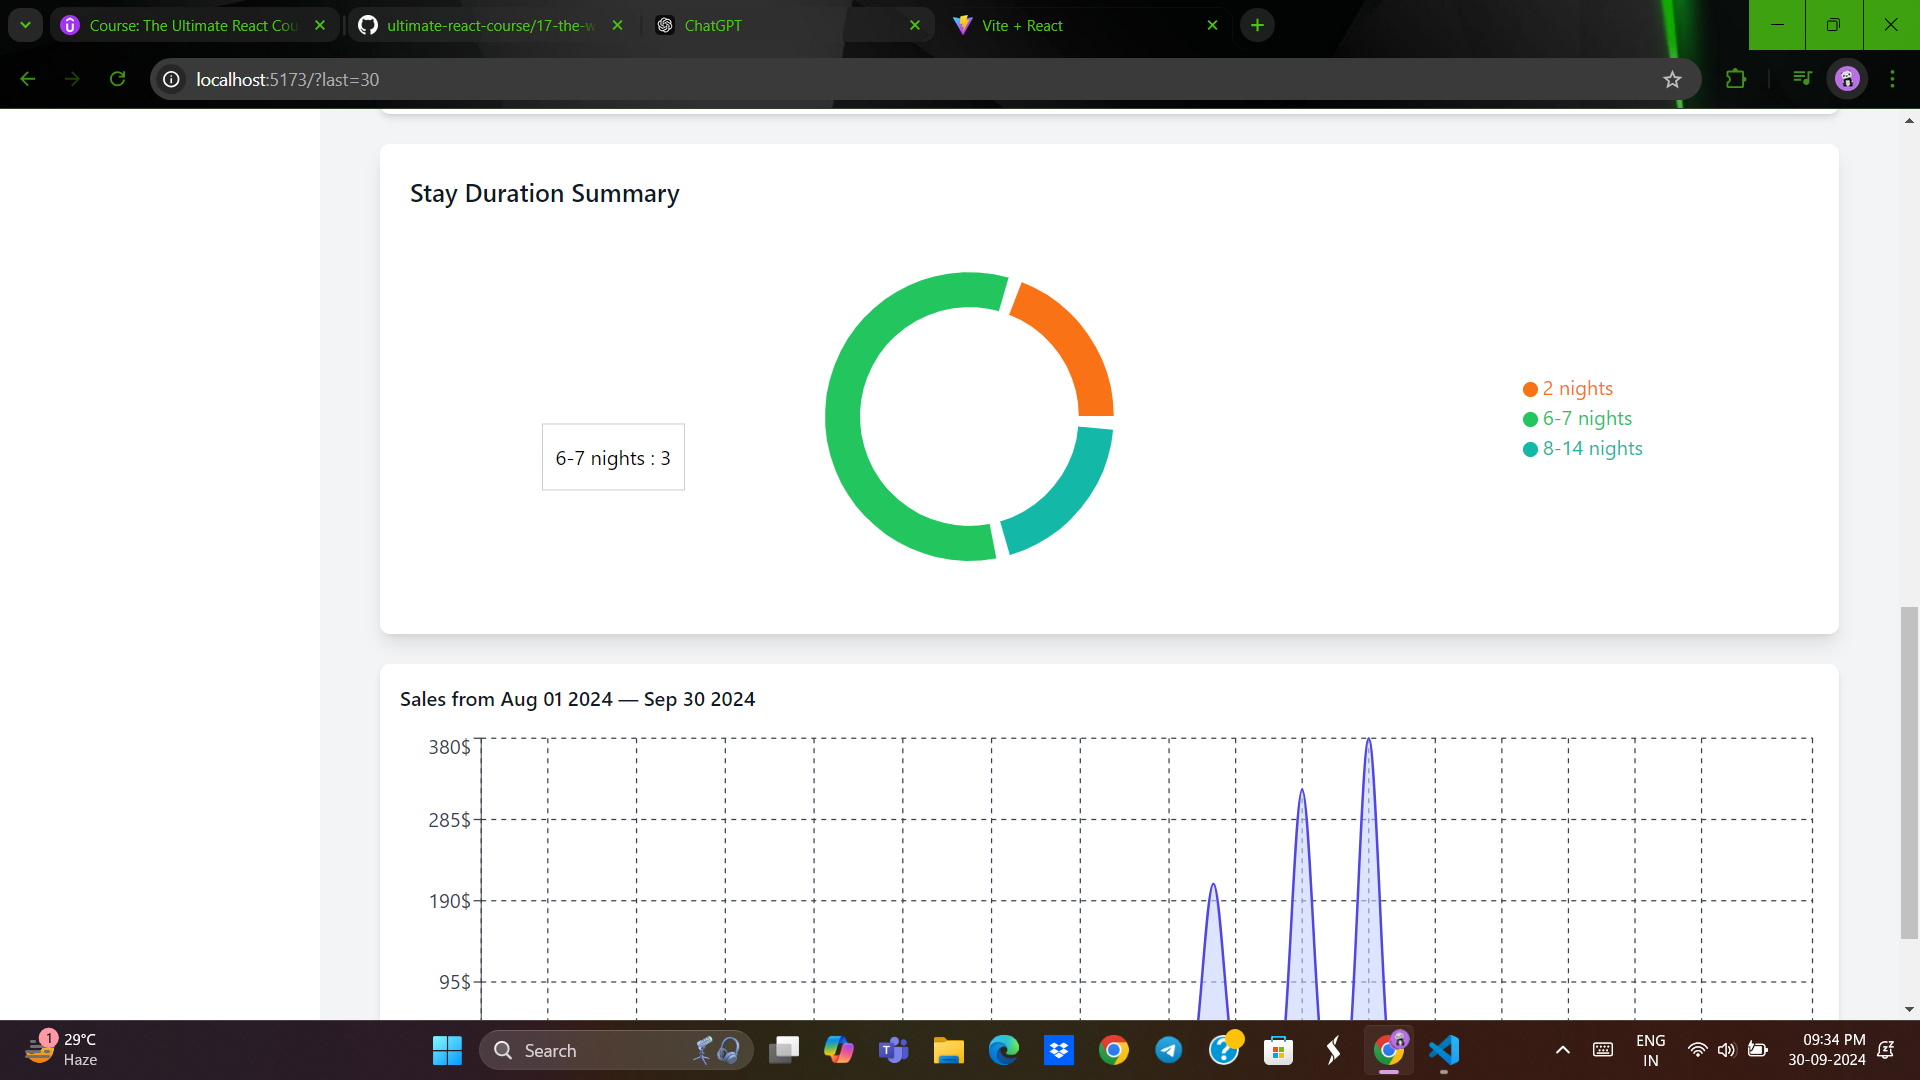 Course: The Ultimate React Cou
ultimate-react-course/17-the-w
ChatGPT
Vite + React
localhost:5173/?last=30
Stay Duration Summary
6-7 nights : 3
2 nights
6-7 nights
8-14 nights
Sales from Aug 01 2024 — Sep 30 2024
380$
285$
190$
95$
1
29°C
Haze
Search
ENG
IN
09:34 PM
30-09-2024